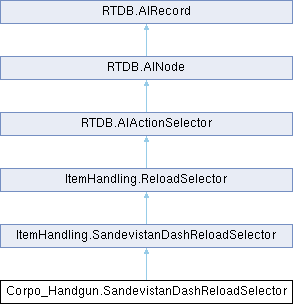 RTDB.AIRecord
RTDB.AINode
RTDB.AIActionSelector
ItemHandling.ReloadSelector
ItemHandling.SandevistanDashReloadSelector
Corpo_Handgun.SandevistanDashReloadSelector